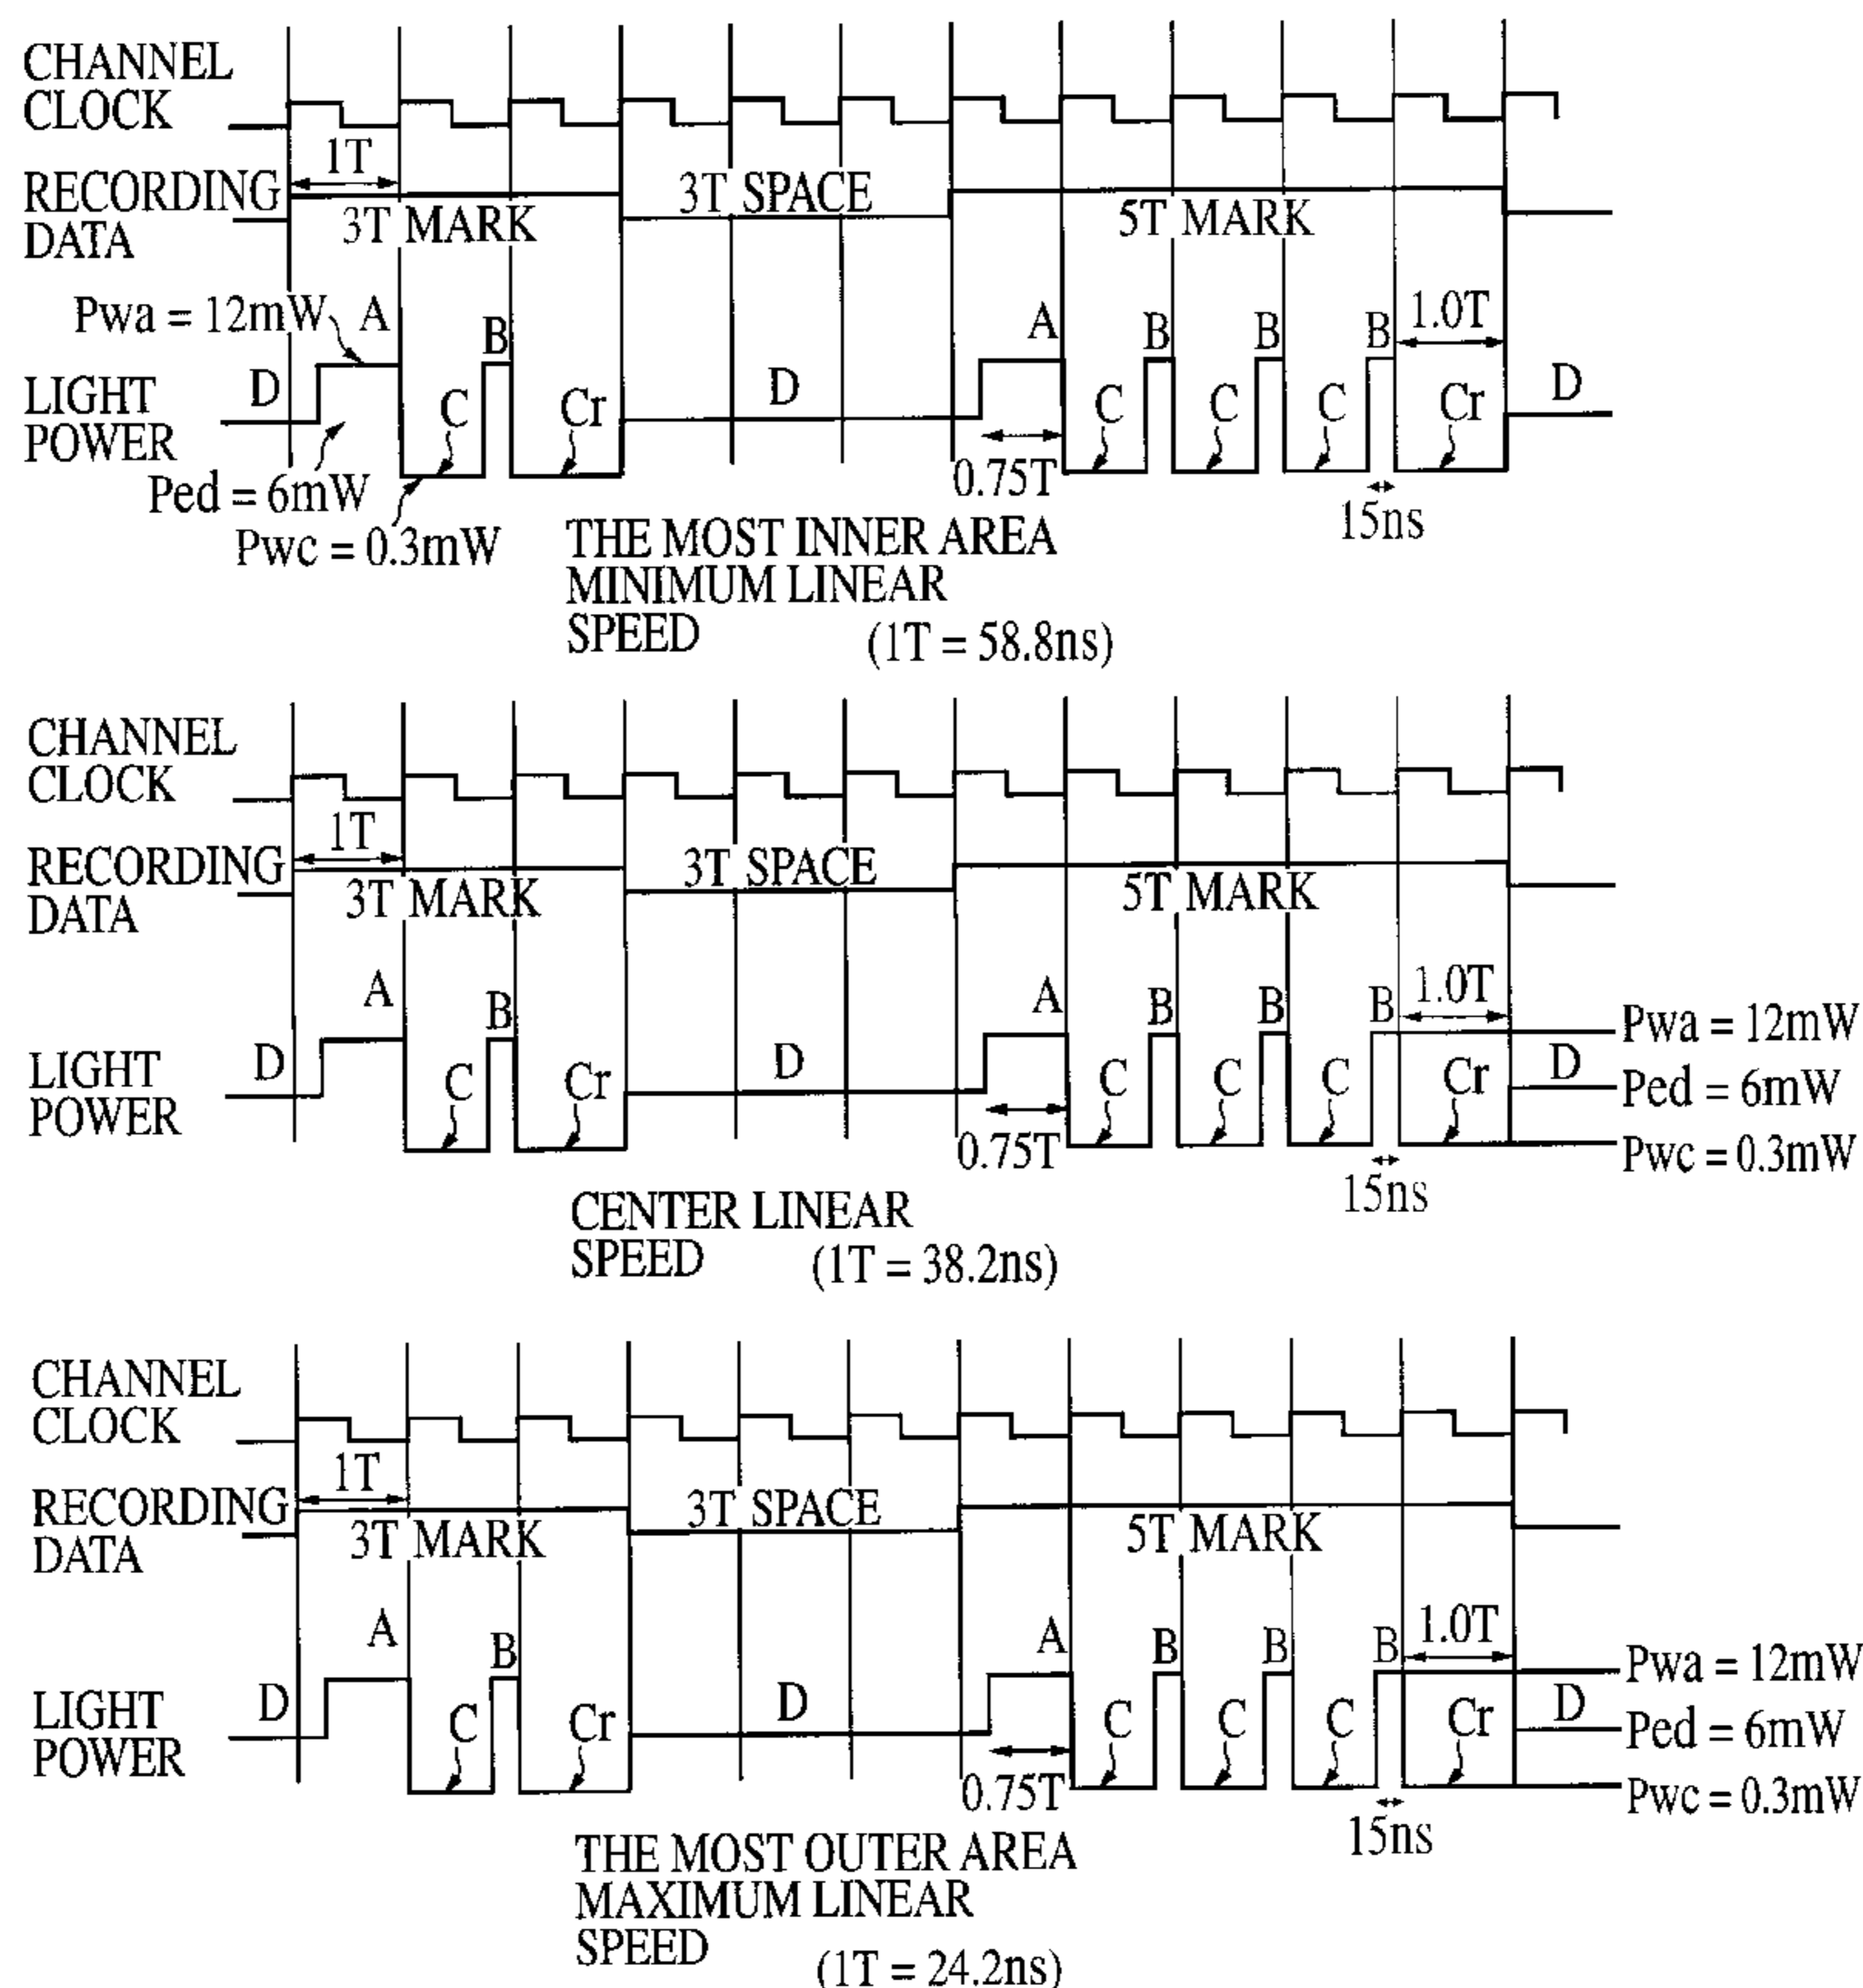 CHANNEL
CLOCK
1T
RECORDING
DATA
3T MARK
3T SPACE
5T MARK
Pwa = 12mW
A
B
A
B
B
B
1.0T
LIGHT
POWER
D
C
Cr
D
C
C
C
Cr
D
Ped = 6mW
0.75T
15ns
Pwc = 0.3mW
THE MOST INNER AREA
MINIMUM LINEAR
SPEED (1T = 58.8ns)
CHANNEL
CLOCK
1T
RECORDING
DATA
3T MARK
3T SPACE
5T MARK
A
B
A
B
B
B
1.0T
Pwa = 12mW
LIGHT
POWER
D
C
Cr
D
C
C
C
Cr
D
Ped = 6mW
Pwc = 0.3mW
0.75T
15ns
CENTER LINEAR
SPEED (1T = 38.2ns)
CHANNEL
CLOCK
1T
RECORDING
DATA
3T MARK
3T SPACE
5T MARK
A
B
A
B
B
B
1.0T
Pwa = 12mW
LIGHT
POWER
D
C
Cr
D
C
C
C
Cr
D
Ped = 6mW
Pwc = 0.3mW
0.75T
15ns
THE MOST OUTER AREA
MAXIMUM LINEAR
SPEED (1T = 24.2ns)